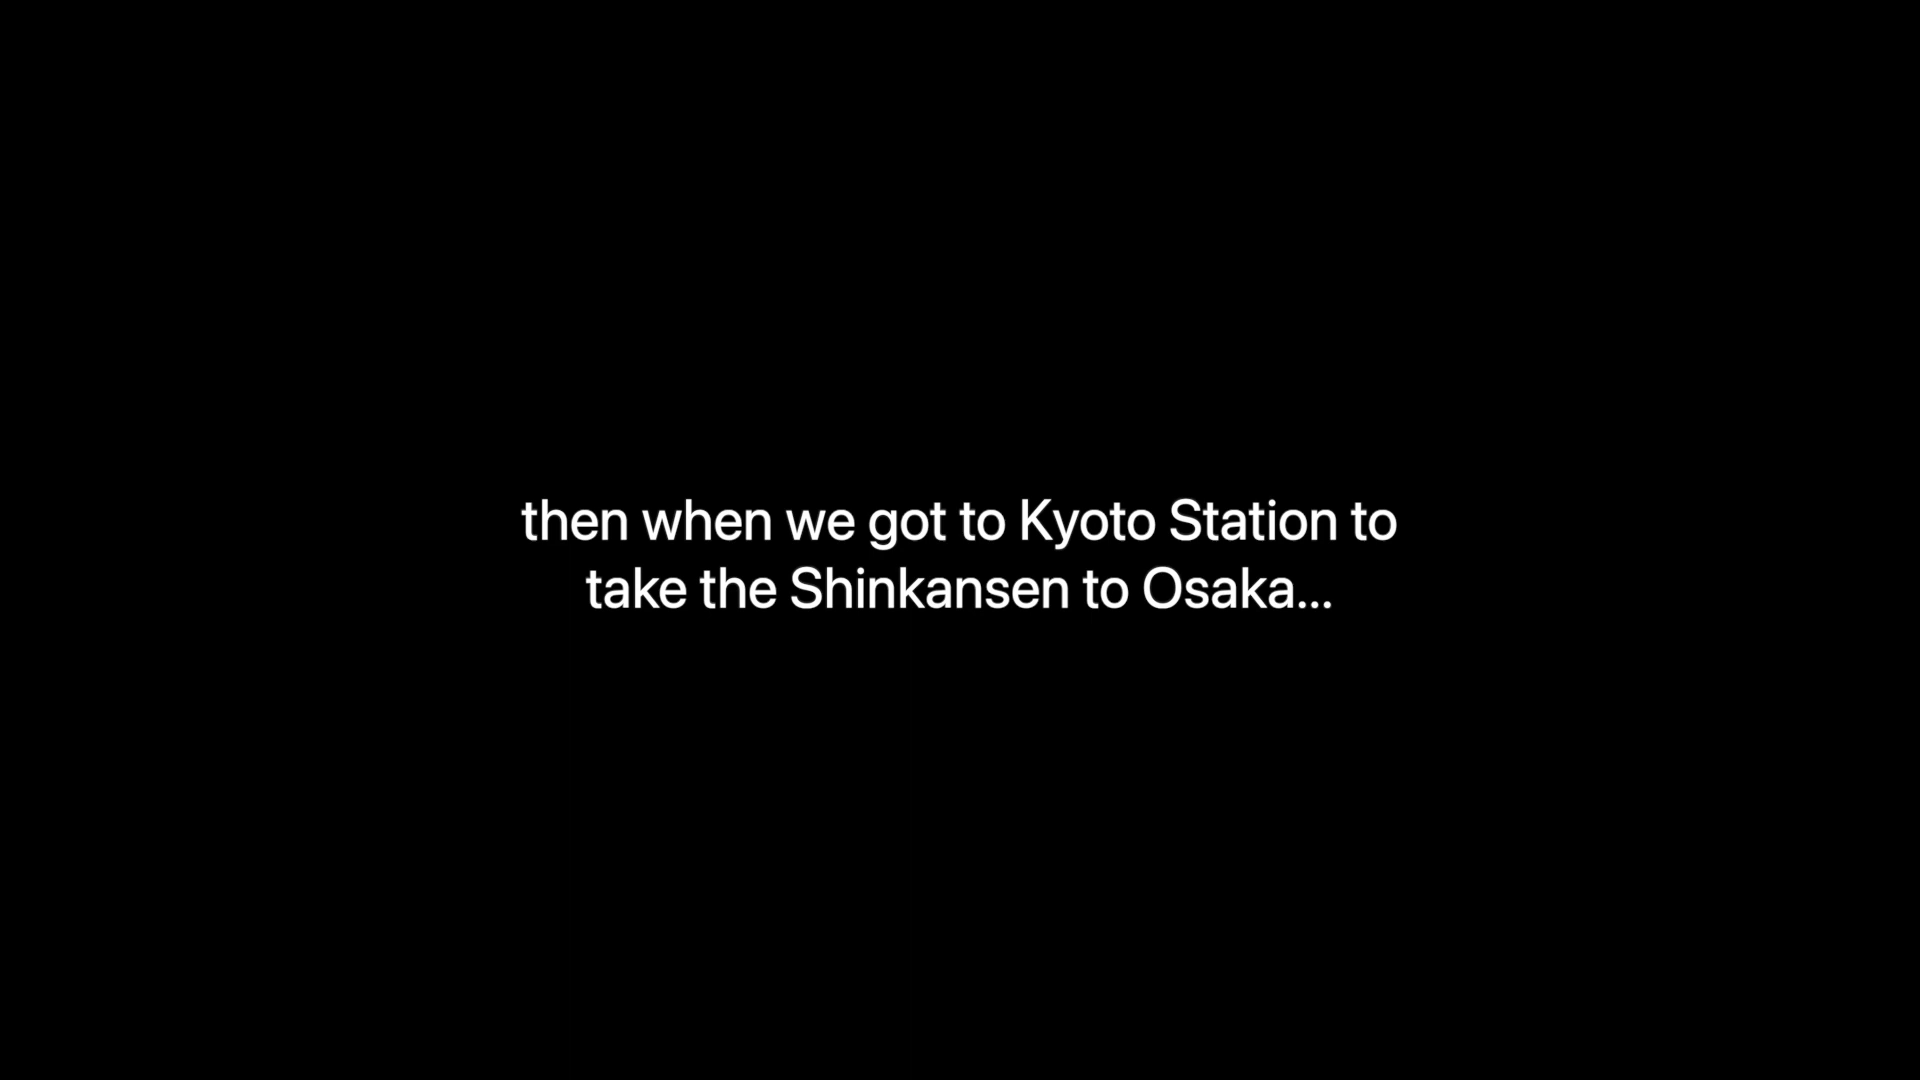 then when we got to Kyoto Station to
take the Shinkansen to Osaka...